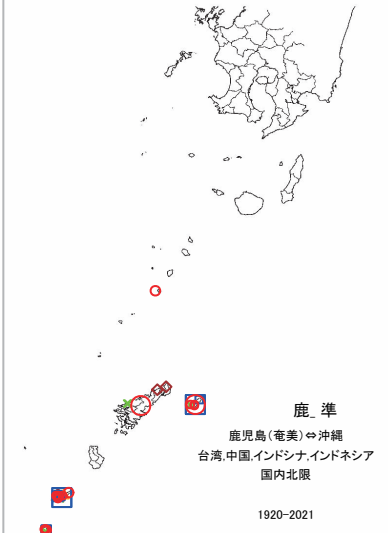 鹿_準
鹿児島(奄美)⇔沖縄
台湾,中国,インドシナ,インドネシア
国内北限
1920-2021